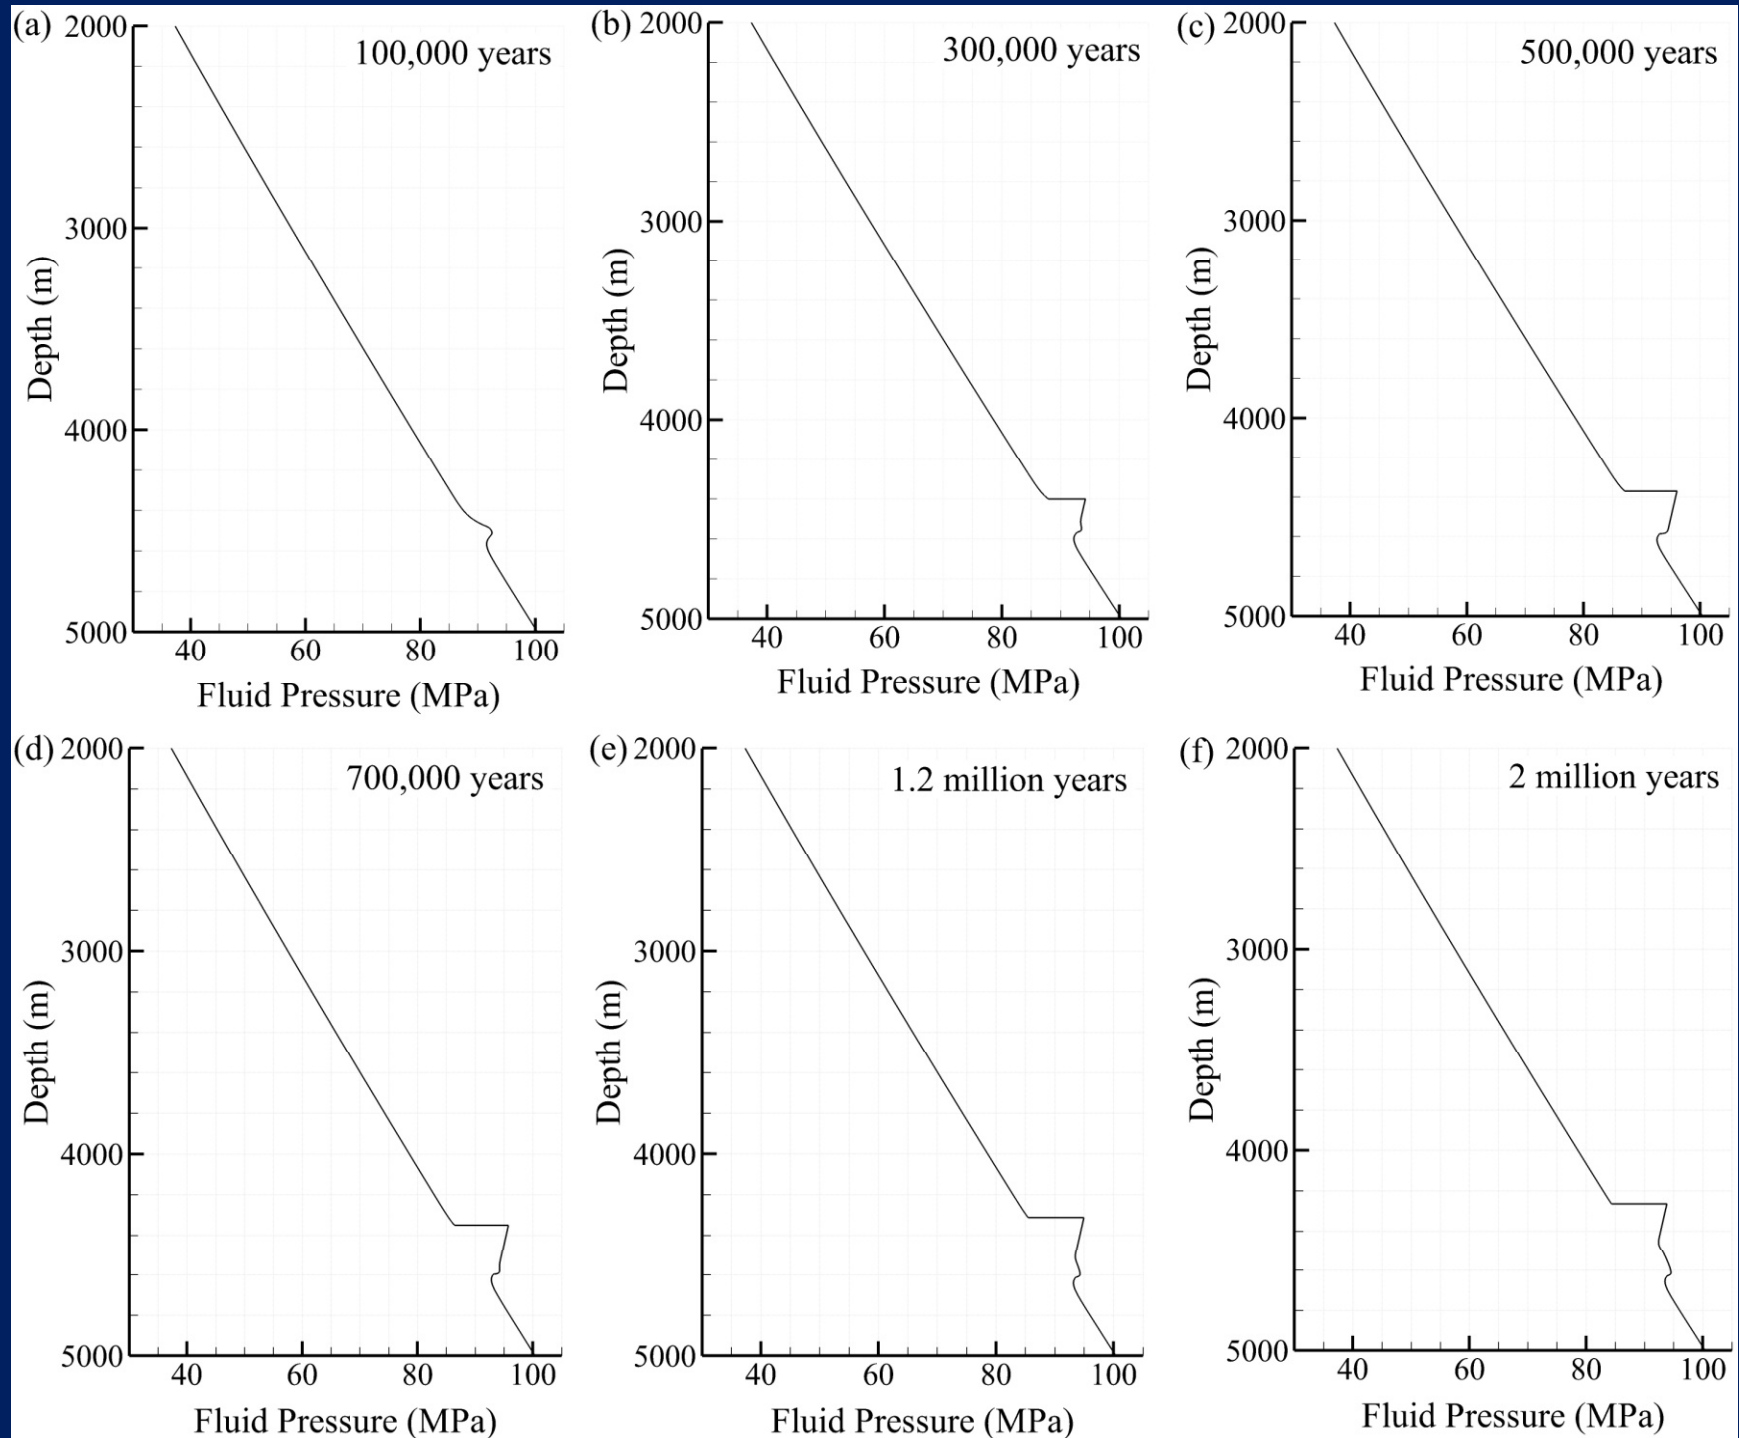 (a)
100,000 years
2000
3000
4000
5000
Depth (m)
40 60 80 100
Fluid Pressure (MPa)
(b)
300,000 years
2000
3000
4000
5000
Depth (m)
40 60 80 100
Fluid Pressure (MPa)
(c)
500,000 years
2000
3000
4000
5000
Depth (m)
40 60 80 100
Fluid Pressure (MPa)
(d)
700,000 years
2000
3000
4000
5000
Depth (m)
40 60 80 100
Fluid Pressure (MPa)
(e)
1.2 million years
2000
3000
4000
5000
Depth (m)
40 60 80 100
Fluid Pressure (MPa)
(f)
2 million years
2000
3000
4000
5000
Depth (m)
40 60 80 100
Fluid Pressure (MPa)